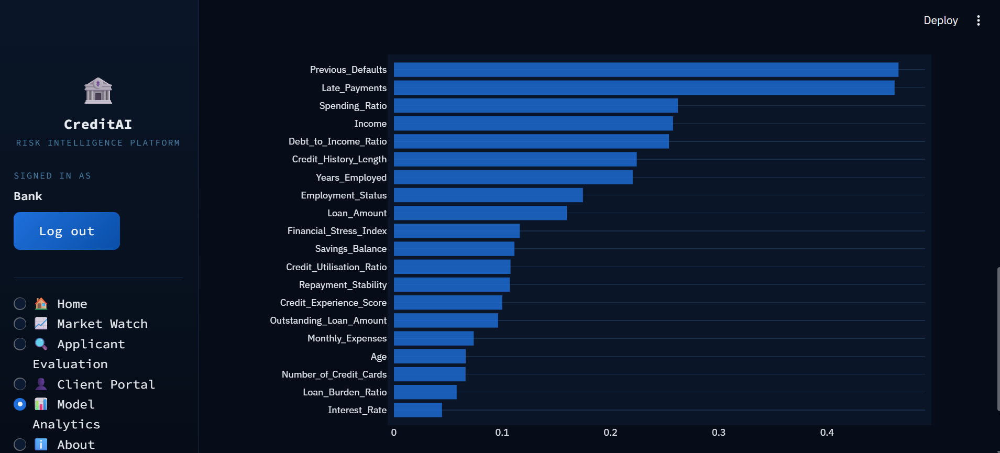 Deploy
CreditAI
RISK INTELLIGENCE PLATFORM
SIGNED IN AS
Bank
Log out
Home
Market Watch
Applicant
Evaluation
Client Portal
Model
Analytics
About
Previous_Defaults
Late_Payments
Spending_Ratio
Income
Debt_to_Income_Ratio
Credit_History_Length
Years_Employed
Employment_Status
Loan_Amount
Financial_Stress_Index
Savings_Balance
Credit_Utilisation_Ratio
Repayment_Stability
Credit_Experience_Score
Outstanding_Loan_Amount
Monthly_Expenses
Age
Number_of_Credit_Cards
Loan_Burden_Ratio
Interest_Rate
0 0.1 0.2 0.3 0.4